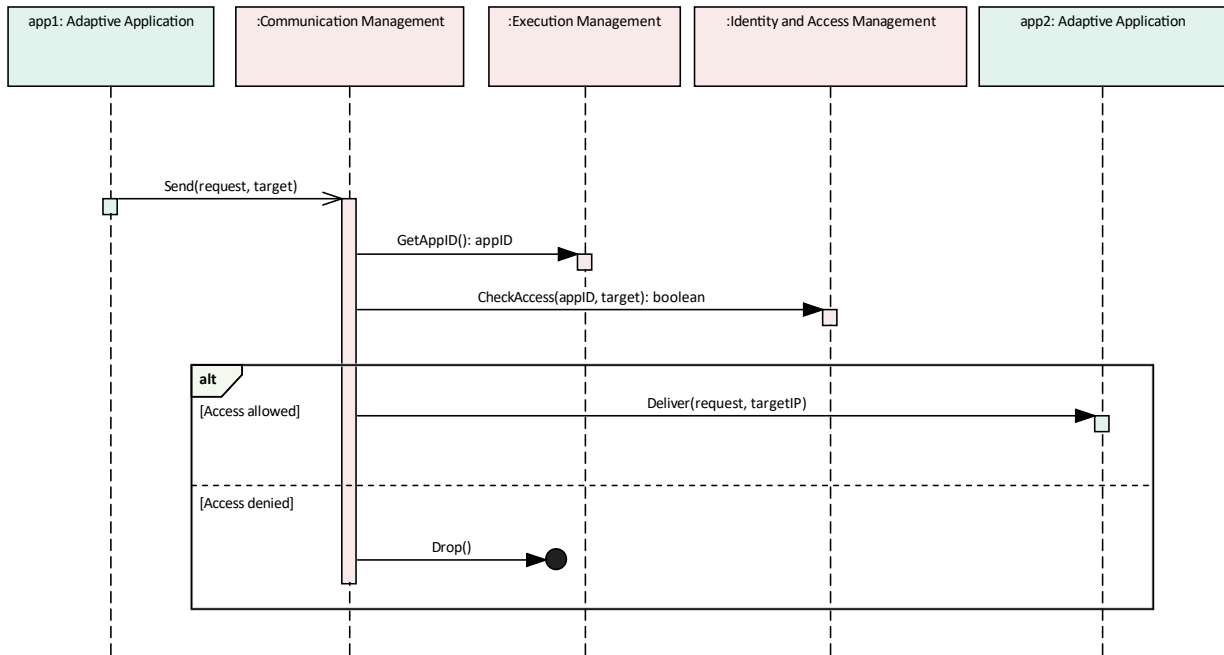 app1: Adaptive Application
:Communication Management
:Execution Management
:Identity and Access Management
app2: Adaptive Application
Send(request, target)
GetAppID(): appID
CheckAccess(appID, target): boolean
alt
[Access allowed]
Deliver(request, targetIP)
[Access denied]
Drop()